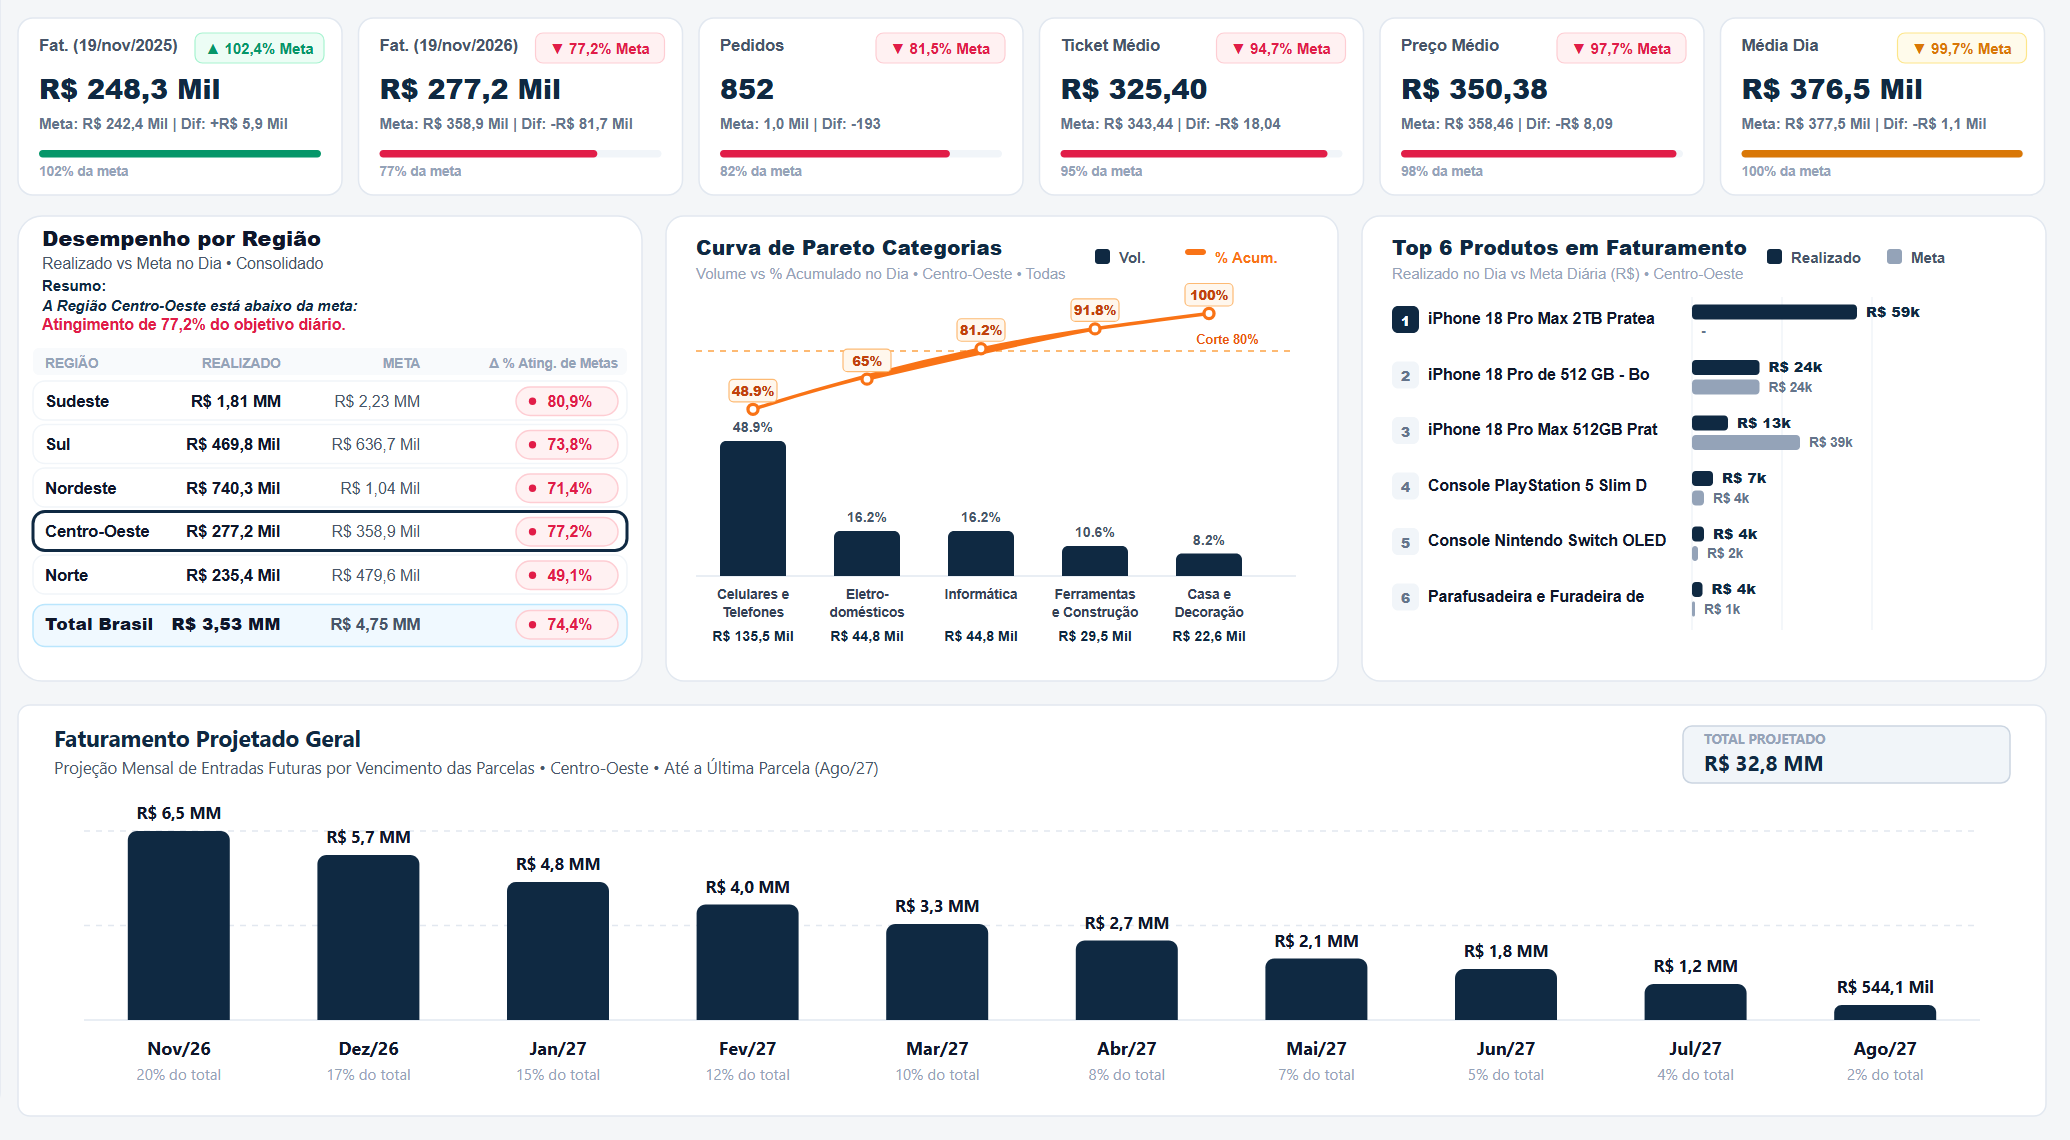 Fat. (19/nov/2025)
▲ 102,4% Meta
R$ 248,3 Mil
Meta: R$ 242,4 Mil | Dif: +R$ 5,9 Mil
102% da meta
Fat. (19/nov/2026)
▼ 77,2% Meta
R$ 277,2 Mil
Meta: R$ 358,9 Mil | Dif: -R$ 81,7 Mil
77% da meta
Pedidos
▼ 81,5% Meta
852
Meta: 1,0 Mil | Dif: -193
82% da meta
Ticket Médio
▼ 94,7% Meta
R$ 325,40
Meta: R$ 343,44 | Dif: -R$ 18,04
95% da meta
Preço Médio
▼ 97,7% Meta
R$ 350,38
Meta: R$ 358,46 | Dif: -R$ 8,09
98% da meta
Média Dia
▼ 99,7% Meta
R$ 376,5 Mil
Meta: R$ 377,5 Mil | Dif: -R$ 1,1 Mil
100% da meta
Desempenho por Região
Realizado vs Meta no Dia • Consolidado
Resumo:
A Região Centro-Oeste está abaixo da meta:
Atingimento de 77,2% do objetivo diário.
REGIÃO REALIZADO META Δ % Ating. de Metas
Sudeste R$ 1,81 MM R$ 2,23 MM 80,9%
Sul R$ 469,8 Mil R$ 636,7 Mil 73,8%
Nordeste R$ 740,3 Mil R$ 1,04 Mil 71,4%
Centro-Oeste R$ 277,2 Mil R$ 358,9 Mil 77,2%
Norte R$ 235,4 Mil R$ 479,6 Mil 49,1%
Total Brasil R$ 3,53 MM R$ 4,75 MM 74,4%
Curva de Pareto Categorias
Volume vs % Acumulado no Dia • Centro-Oeste • Todas
Vol.
% Acum.
48.9%
65%
81.2%
91.8%
100%
Corte 80%
48.9%
16.2%
16.2%
10.6%
8.2%
Celulares e
Telefones
R$ 135,5 Mil
Eletro-
domésticos
R$ 44,8 Mil
Informática
R$ 44,8 Mil
Ferramentas
e Construção
R$ 29,5 Mil
Casa e
Decoração
R$ 22,6 Mil
Top 6 Produtos em Faturamento
Realizado no Dia vs Meta Diária (R$) • Centro-Oeste
Realizado
Meta
1 iPhone 18 Pro Max 2TB Pratea R$ 59k
-
2 iPhone 18 Pro de 512 GB - Bo R$ 24k
R$ 24k
3 iPhone 18 Pro Max 512GB Prat R$ 13k
R$ 39k
4 Console PlayStation 5 Slim D R$ 7k
R$ 4k
5 Console Nintendo Switch OLED R$ 4k
R$ 2k
6 Parafusadeira e Furadeira de R$ 4k
R$ 1k
Faturamento Projetado Geral
Projeção Mensal de Entradas Futuras por Vencimento das Parcelas • Centro-Oeste • Até a Última Parcela (Ago/27)
TOTAL PROJETADO
R$ 32,8 MM
R$ 6,5 MM
R$ 5,7 MM
R$ 4,8 MM
R$ 4,0 MM
R$ 3,3 MM
R$ 2,7 MM
R$ 2,1 MM
R$ 1,8 MM
R$ 1,2 MM
R$ 544,1 Mil
Nov/26 Dez/26 Jan/27 Fev/27 Mar/27 Abr/27 Mai/27 Jun/27 Jul/27 Ago/27
20% do total 17% do total 15% do total 12% do total 10% do total 8% do total 7% do total 5% do total 4% do total 2% do total